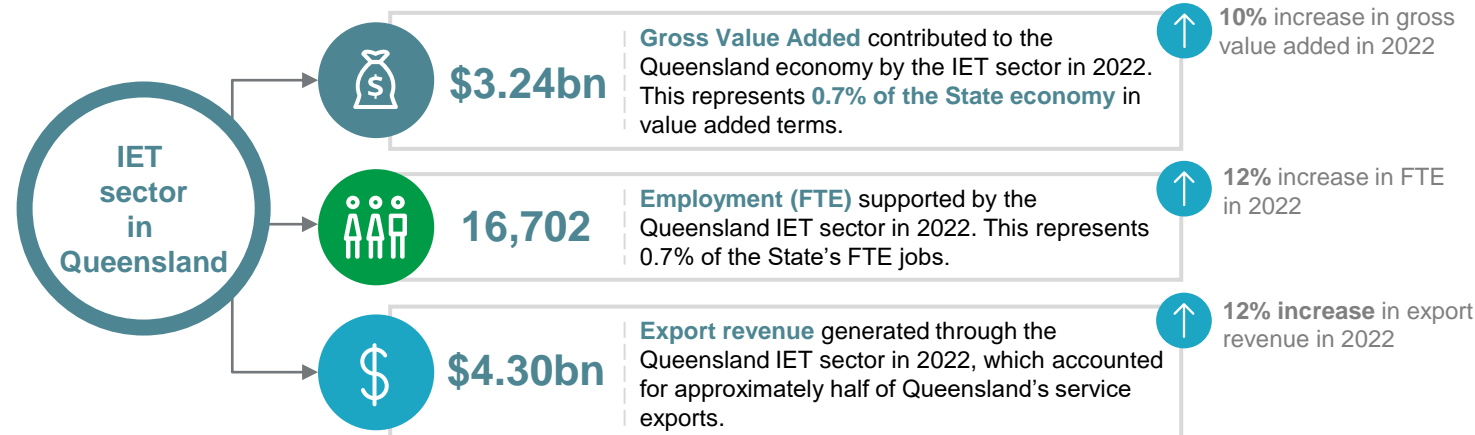 IET
sector
in
Queensland
$3.24bn
Gross Value Added contributed to the
Queensland economy by the IET sector in 2022.
This represents 0.7% of the State economy in
value added terms.
10% increase in gross
value added in 2022
16,702
Employment (FTE) supported by the
Queensland IET sector in 2022. This represents
0.7% of the State’s FTE jobs.
12% increase in FTE
in 2022
$4.30bn
Export revenue generated through the
Queensland IET sector in 2022, which accounted
for approximately half of Queensland’s service
exports.
12% increase in export
revenue in 2022